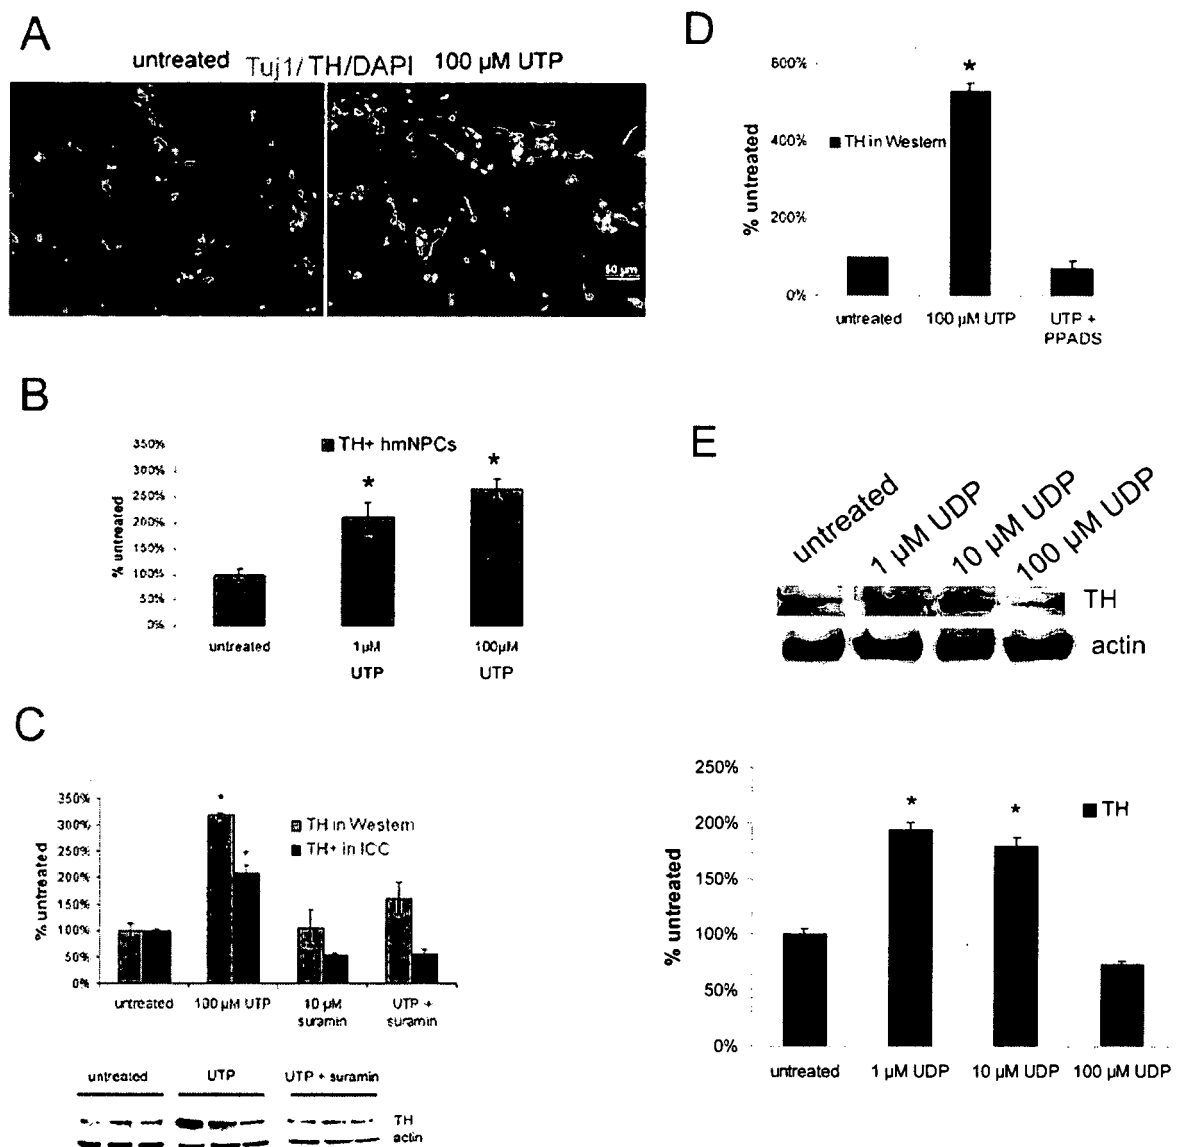 A
untreated Tuj1/TH/DAPI 100 µM UTP
50 µm
B
TH+ hmNPCs
350%
300%
250%
200%
150%
100%
50%
0%
% untreated
*
*
untreated 1µM 100µM
UTP UTP
C
350%
300%
250%
200%
150%
100%
50%
0%
% untreated
*
*
TH in Western
TH+ in ICC
untreated 100 µM UTP 10 µM UTP +
suramin suramin
untreated UTP UTP + suramin
TH
actin
D
600%
400%
200%
0%
% untreated
*
TH in Western
untreated 100 µM UTP UTP +
PPADS
E
untreated
1 µM UDP
10 µM UDP
100 µM UDP
TH
actin
250%
200%
150%
100%
50%
0%
% untreated
*
*
TH
untreated 1 µM UDP 10 µM UDP 100 µM UDP